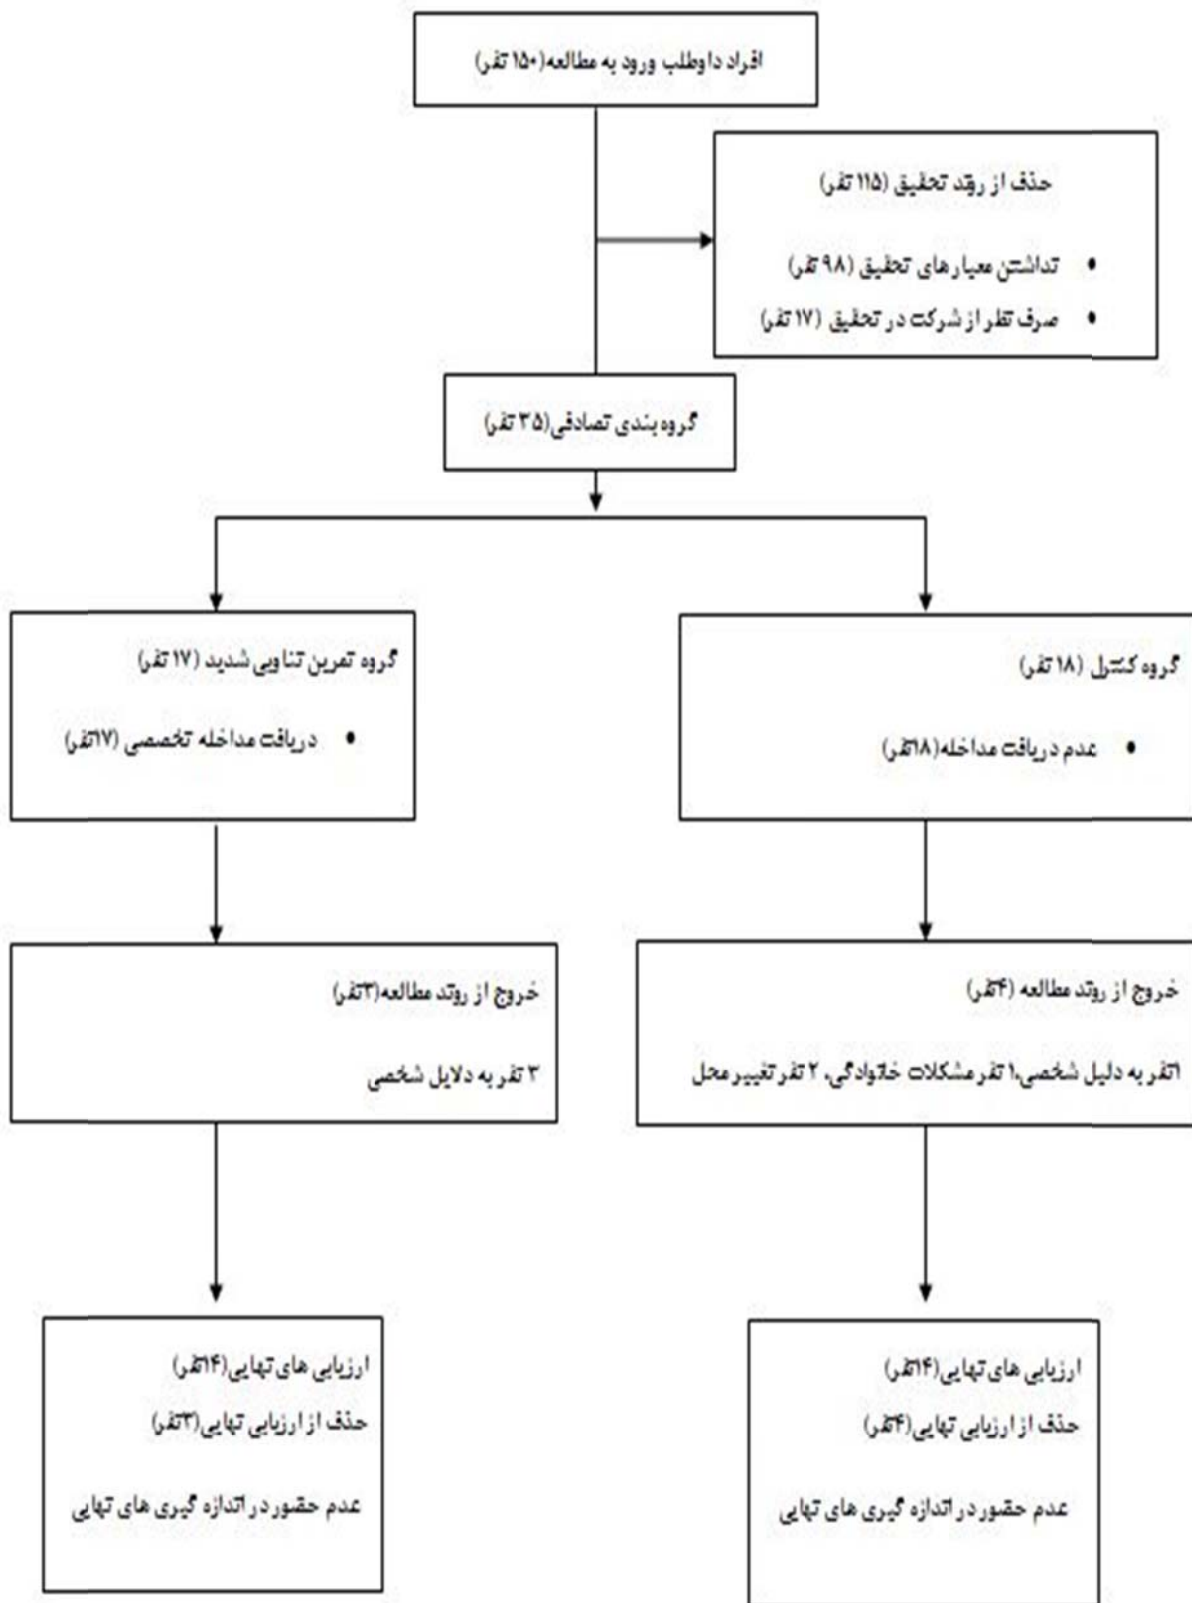 افراد داوطلب ورود به مطالعه(۱۵۰ نفر)
حذف از روند تحقیق (۱۱۵ نفر)
• نداشتن معیار های تحقیق (۹۸ نفر)
• صرف نظر از شرکت در تحقیق (۱۷ نفر)
گروه بندی تصادفی(۳۵ نفر)
گروه کنترل (۱۸ نفر)
• عدم دریافت مداخله(۱۸نفر)
گروه تمرین تناوبی شدید (۱۷ نفر)
• دریافت مداخله تخصصی (۱۷نفر)
خروج از روند مطالعه (۴نفر)
۱نفر به دلیل شخصی،۱ نفر مشکلات خانوادگی، ۲ نفر تغییر محل
خروج از روند مطالعه(۳نفر)
۳ نفر به دلایل شخصی
ارزیابی های نهایی(۱۴نفر)
حذف از ارزیابی نهایی(۴نفر)
عدم حضور در اندازه گیری های نهایی
ارزیابی های نهایی(۱۴نفر)
حذف از ارزیابی نهایی(۳نفر)
عدم حضور در اندازه گیری های نهایی